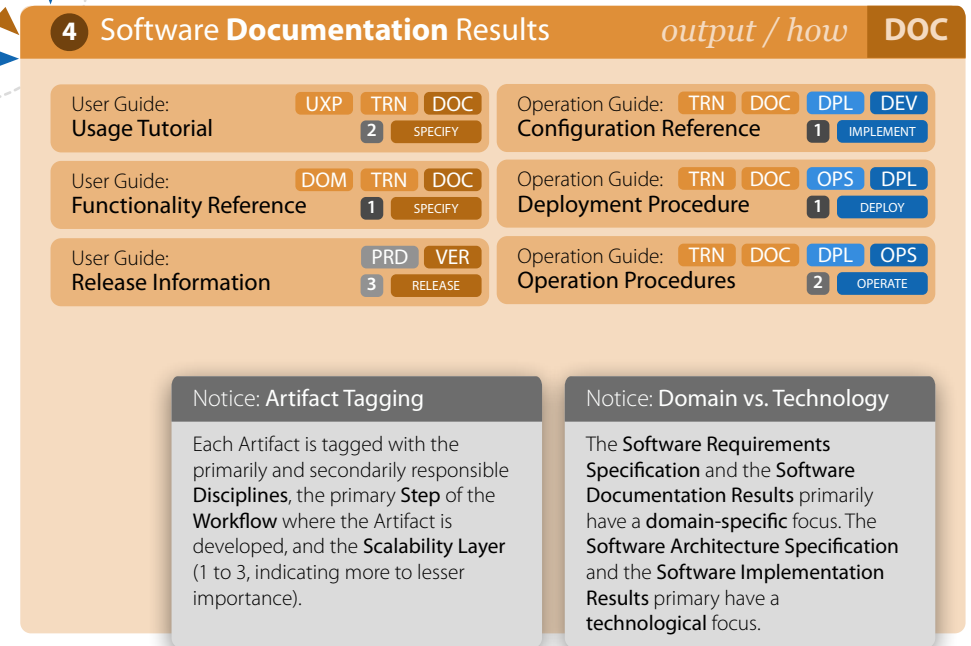 4 Software Documentation Results output / how DOC
User Guide: UXP TRN DOC
Usage Tutorial 2 SPECIFY
User Guide: DOM TRN DOC
Functionality Reference 1 SPECIFY
User Guide: PRD VER
Release Information 3 RELEASE
Operation Guide: TRN DOC DPL DEV
Configuration Reference 1 IMPLEMENT
Operation Guide: TRN DOC OPS DPL
Deployment Procedure 1 DEPLOY
Operation Guide: TRN DOC DPL OPS
Operation Procedures 2 OPERATE
Notice: Artifact Tagging
Each Artifact is tagged with the
primarily and secondarily responsible
Disciplines, the primary Step of the
Workflow where the Artifact is
developed, and the Scalability Layer
(1 to 3, indicating more to lesser
importance).
Notice: Domain vs. Technology
The Software Requirements
Specification and the Software
Documentation Results primarily
have a domain-specific focus. The
Software Architecture Specification
and the Software Implementation
Results primary have a
technological focus.